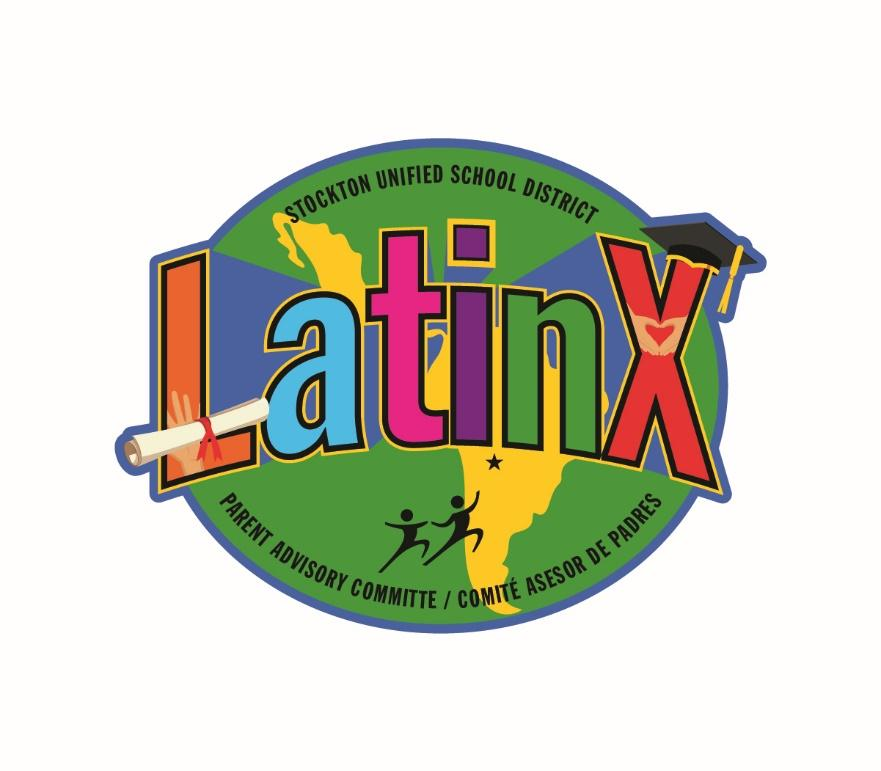 STOCKTON UNIFIED SCHOOL DISTRICT
LatinX
PARENT ADVISORY COMMITTE / COMITÉ ASESOR DE PADRES